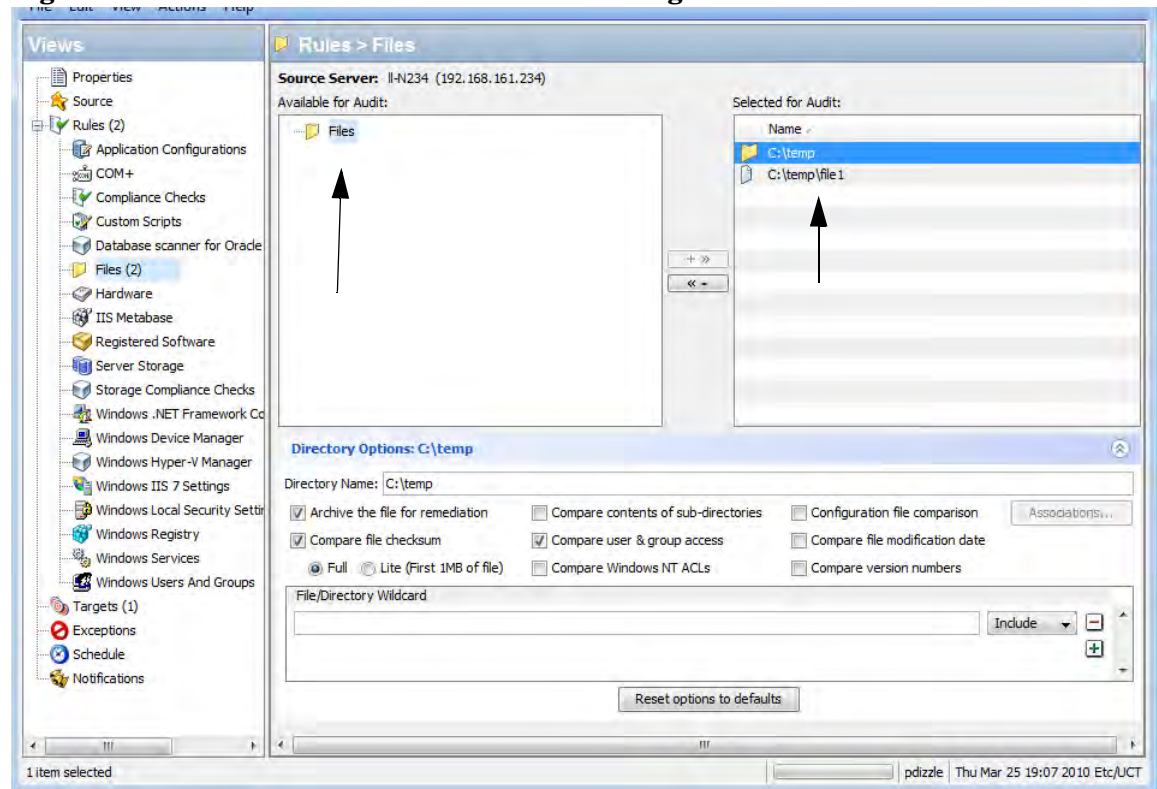 File Edit View Actions Help
Views
Properties
Source
Rules (2)
Application Configurations
COM+
Compliance Checks
Custom Scripts
Database scanner for Oracle
Files (2)
Hardware
IIS Metabase
Registered Software
Server Storage
Storage Compliance Checks
Windows .NET Framework Co
Windows Device Manager
Windows Hyper-V Manager
Windows IIS 7 Settings
Windows Local Security Settin
Windows Registry
Windows Services
Windows Users And Groups
Targets (1)
Exceptions
Schedule
Notifications
Rules > Files
Source Server: ll-N234 (192.168.161.234)
Available for Audit:
Files
+ »
« -
Selected for Audit:
Name
C:\temp
C:\temp\file1
Directory Options: C:\temp
Directory Name: C:\temp
Archive the file for remediation Compare contents of sub-directories Configuration file comparison Associations...
Compare file checksum Compare user & group access Compare file modification date
Full Lite (First 1MB of file) Compare Windows NT ACLs Compare version numbers
File/Directory Wildcard
Include
Reset options to defaults
1 item selected pdizzle Thu Mar 25 19:07 2010 Etc/UCT